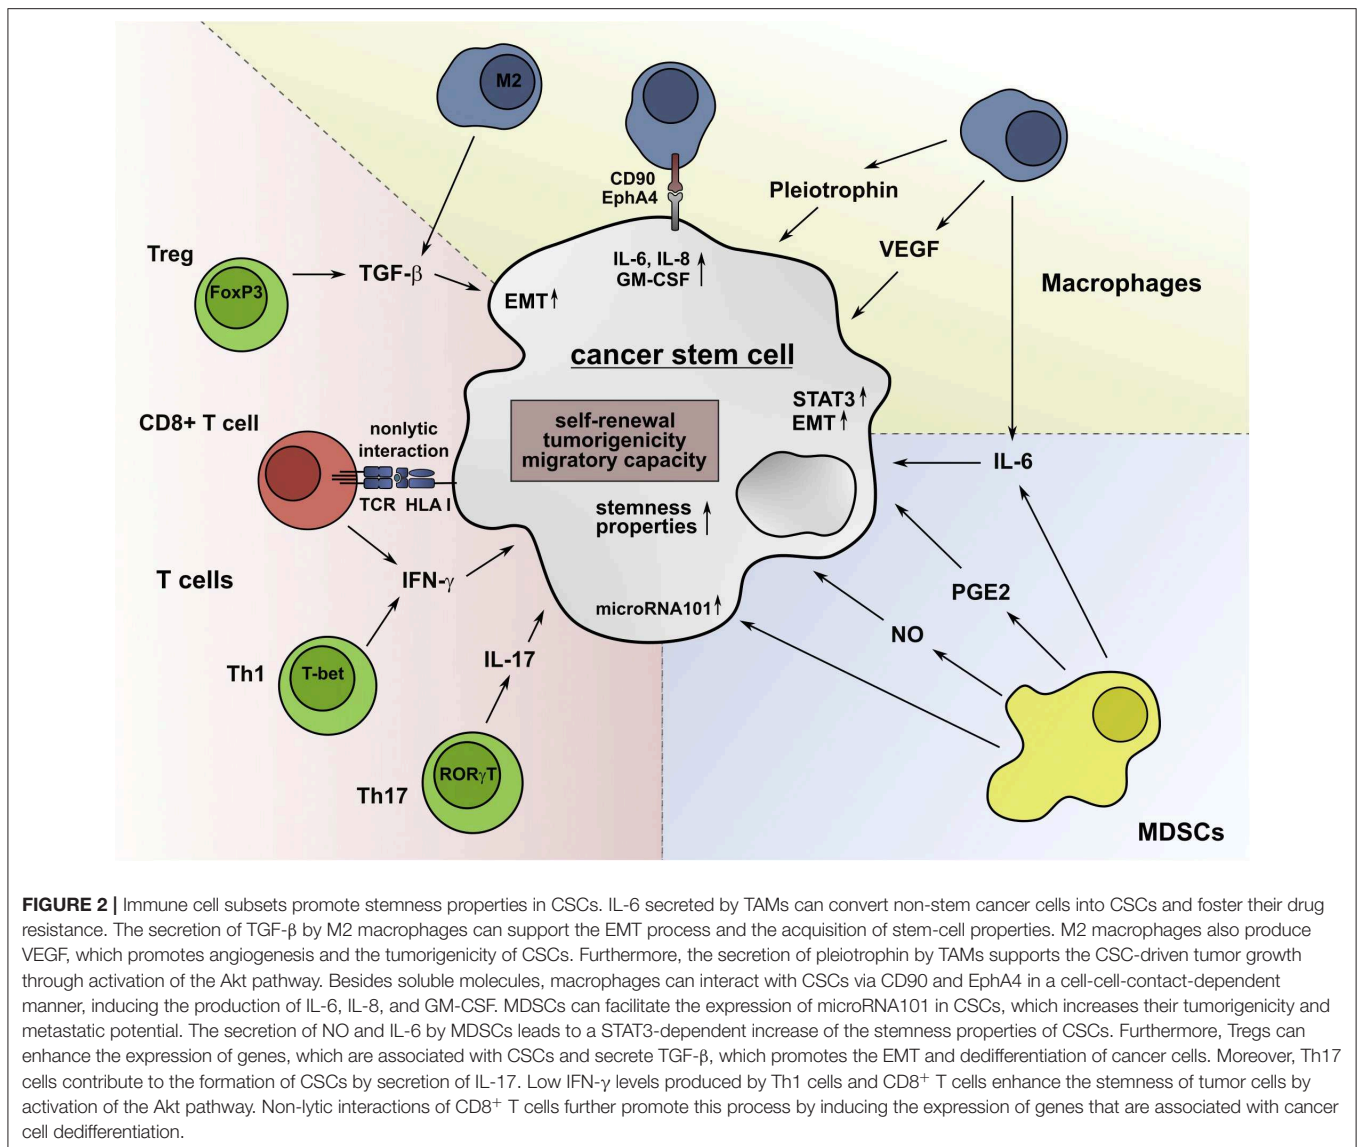 M2
CD90
EphA4
Pleiotrophin
VEGF
Macrophages
Treg
FoxP3
TGF-β
EMT↑
IL-6, IL-8
GM-CSF ↑
cancer stem cell
STAT3↑
EMT↑
self-renewal
tumorigenicity
migratory capacity
stemness
properties ↑
microRNA101↑
CD8+ T cell
nonlytic
interaction
TCR HLA I
T cells
IFN-γ
Th1
T-bet
IL-17
RORγT
Th17
IL-6
PGE2
NO
MDSCs
FIGURE 2 | Immune cell subsets promote stemness properties in CSCs. IL-6 secreted by TAMs can convert non-stem cancer cells into CSCs and foster their drug
resistance. The secretion of TGF-β by M2 macrophages can support the EMT process and the acquisition of stem-cell properties. M2 macrophages also produce
VEGF, which promotes angiogenesis and the tumorigenicity of CSCs. Furthermore, the secretion of pleiotrophin by TAMs supports the CSC-driven tumor growth
through activation of the Akt pathway. Besides soluble molecules, macrophages can interact with CSCs via CD90 and EphA4 in a cell-cell-contact-dependent
manner, inducing the production of IL-6, IL-8, and GM-CSF. MDSCs can facilitate the expression of microRNA101 in CSCs, which increases their tumorigenicity and
metastatic potential. The secretion of NO and IL-6 by MDSCs leads to a STAT3-dependent increase of the stemness properties of CSCs. Furthermore, Tregs can
enhance the expression of genes, which are associated with CSCs and secrete TGF-β, which promotes the EMT and dedifferentiation of cancer cells. Moreover, Th17
cells contribute to the formation of CSCs by secretion of IL-17. Low IFN-γ levels produced by Th1 cells and CD8⁺ T cells enhance the stemness of tumor cells by
activation of the Akt pathway. Non-lytic interactions of CD8⁺ T cells further promote this process by inducing the expression of genes that are associated with cancer
cell dedifferentiation.